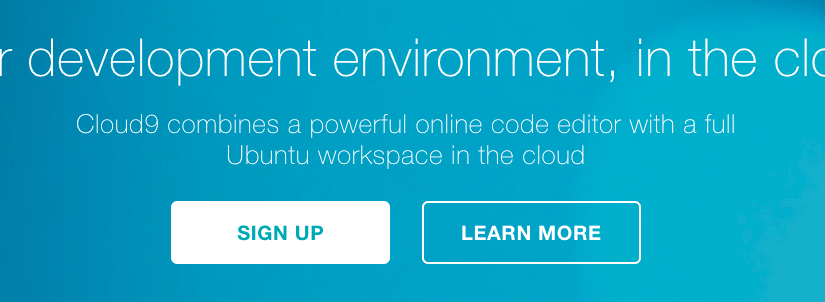 r development environment, in the clo
Cloud9 combines a powerful online code editor with a full
Ubuntu workspace in the cloud
SIGN UP
LEARN MORE